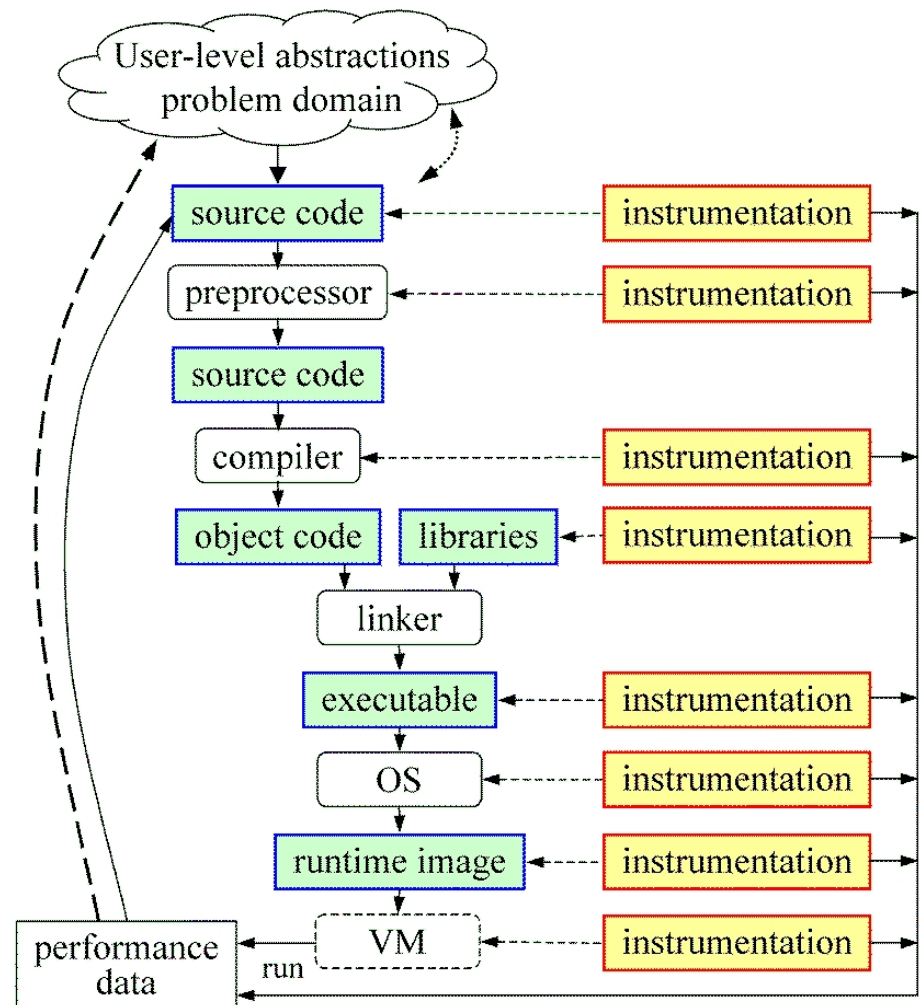 User-level abstractions
problem domain
source code
instrumentation
preprocessor
instrumentation
source code
compiler
instrumentation
object code
libraries
instrumentation
linker
executable
instrumentation
OS
instrumentation
runtime image
instrumentation
VM
instrumentation
performance
data
run